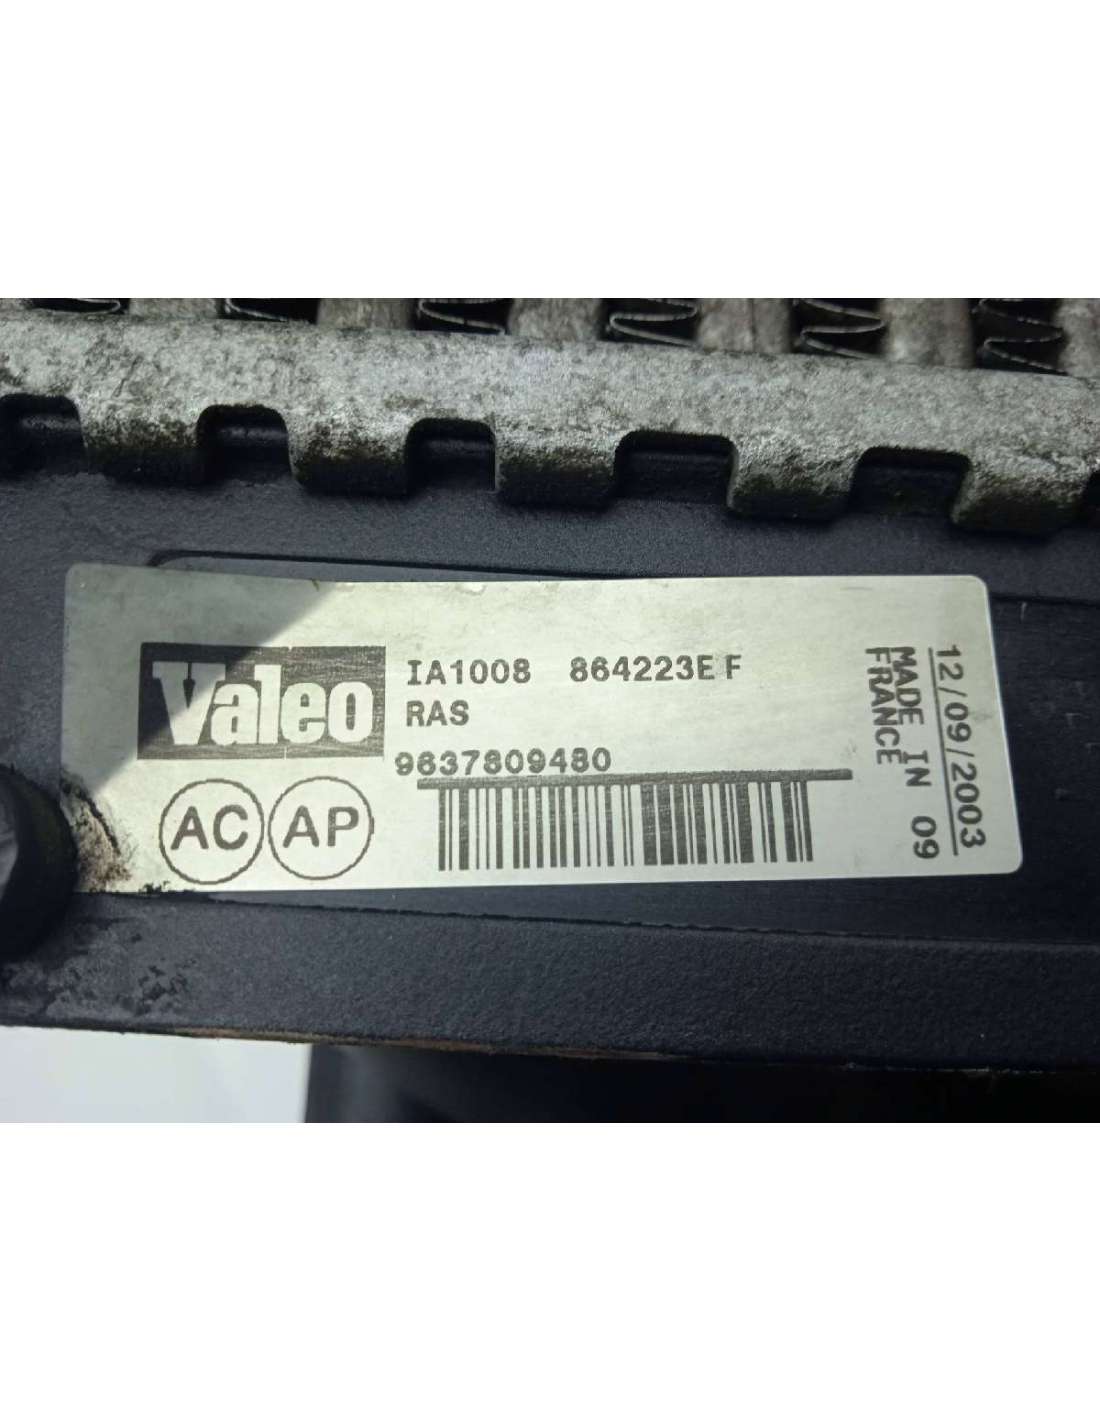 Valeo
IA1008 864223E F
RAS
9637809480
AC AP
MADE IN
FRANCE
09
12/09/2003